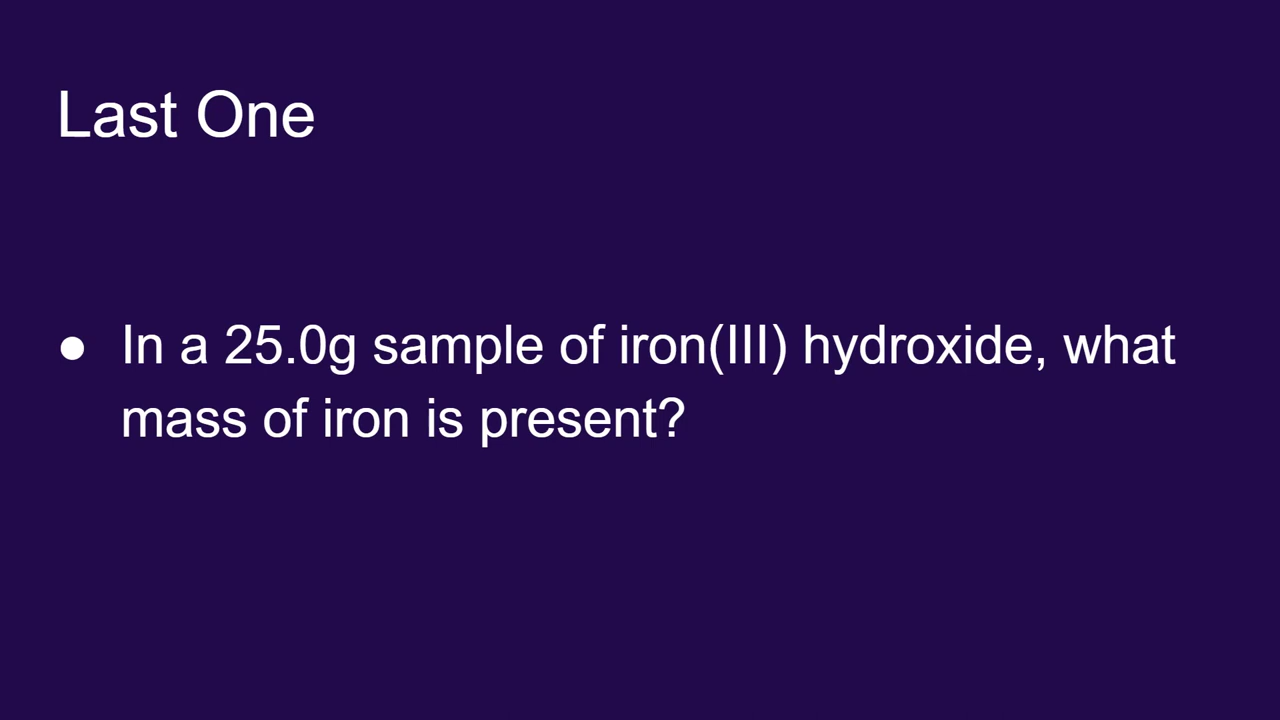 Last One
● In a 25.0g sample of iron(III) hydroxide, what
mass of iron is present?